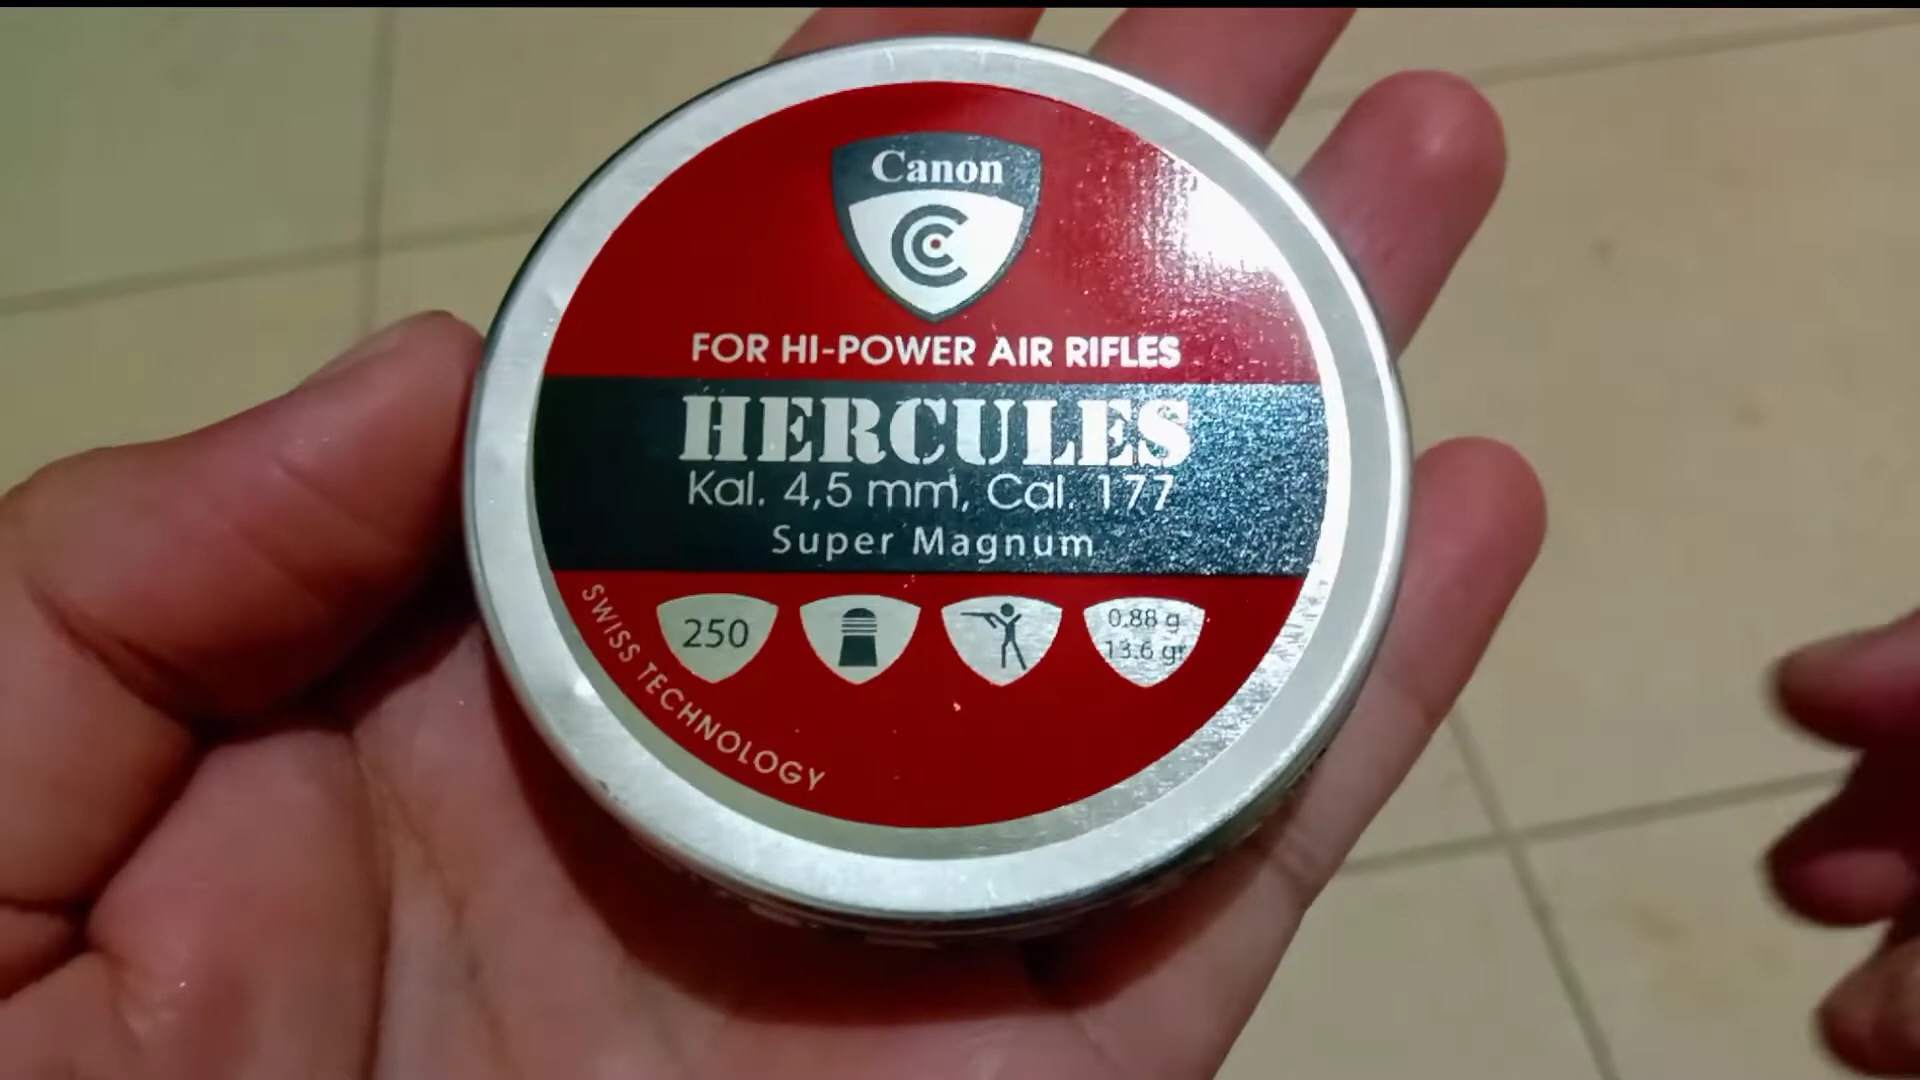 Canon
FOR HI-POWER AIR RIFLES
HERCULES
Kal. 4,5 mm, Cal. 177
Super Magnum
250
0,88 g
13,6 gr
SWISS TECHNOLOGY